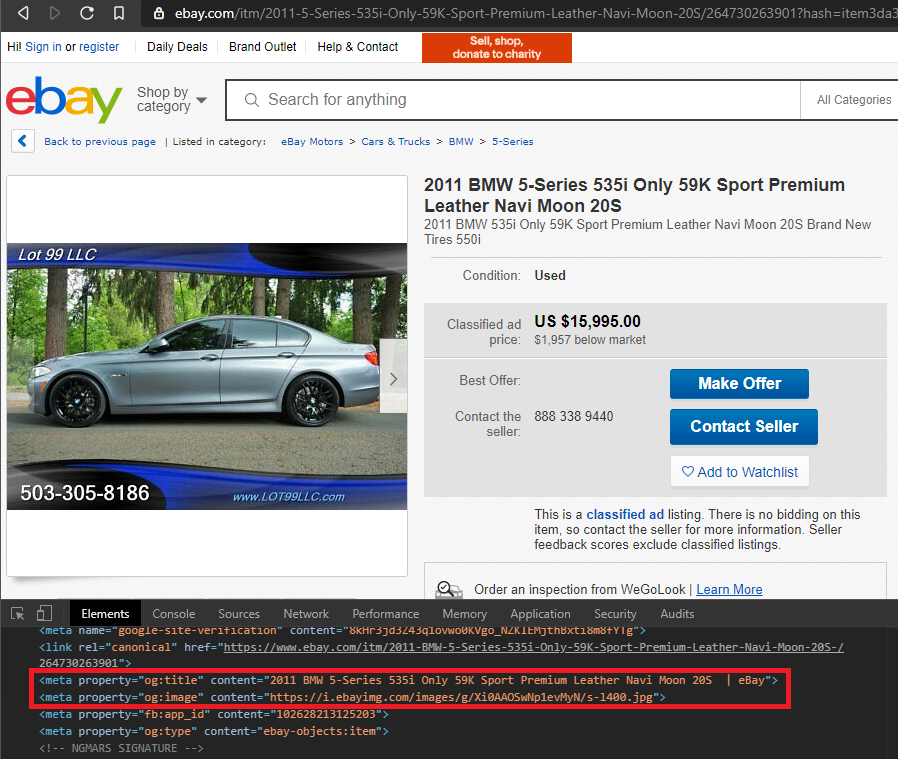 ebay.com/itm/2011-5-Series-535i-Only-59K-Sport-Premium-Leather-Navi-Moon-20S/264730263901?hash=item3da3
Hi! Sign in or register Daily Deals Brand Outlet Help & Contact
Sell, shop,
donate to charity
ebay
Shop by
category
Search for anything
All Categories
Back to previous page | Listed in category: eBay Motors > Cars & Trucks > BMW > 5-Series
Lot 99 LLC
503-305-8186
www.LOT99LLC.com
2011 BMW 5-Series 535i Only 59K Sport Premium
Leather Navi Moon 20S
2011 BMW 535i Only 59K Sport Premium Leather Navi Moon 20S Brand New
Tires 550i
Condition: Used
Classified ad
price:
US $15,995.00
$1,957 below market
Best Offer:
Make Offer
Contact the
seller:
888 338 9440
Contact Seller
Add to Watchlist
This is a classified ad listing. There is no bidding on this
item, so contact the seller for more information. Seller
feedback scores exclude classified listings.
Order an inspection from WeGoLook | Learn More
Elements Console Sources Network Performance Memory Application Security Audits
<meta name="google-site-verification" content=
<link rel="canonical" href="https://www.ebay.com/itm/2011-BMW-5-Series-535i-Only-59K-Sport-Premium-Leather-Navi-Moon-20S-/
264730263901">
<meta property="og:title" content="2011 BMW 5-Series 535i Only 59K Sport Premium Leather Navi Moon 20S  | eBay">
<meta property="og:image" content="https://i.ebayimg.com/images/g/Xi0AAOSwNp1evMyN/s-l400.jpg">
<meta property="fb:app_id" content="102628213125203">
<meta property="og:type" content="ebay-objects:item">
<!-- NGMARS SIGNATURE -->